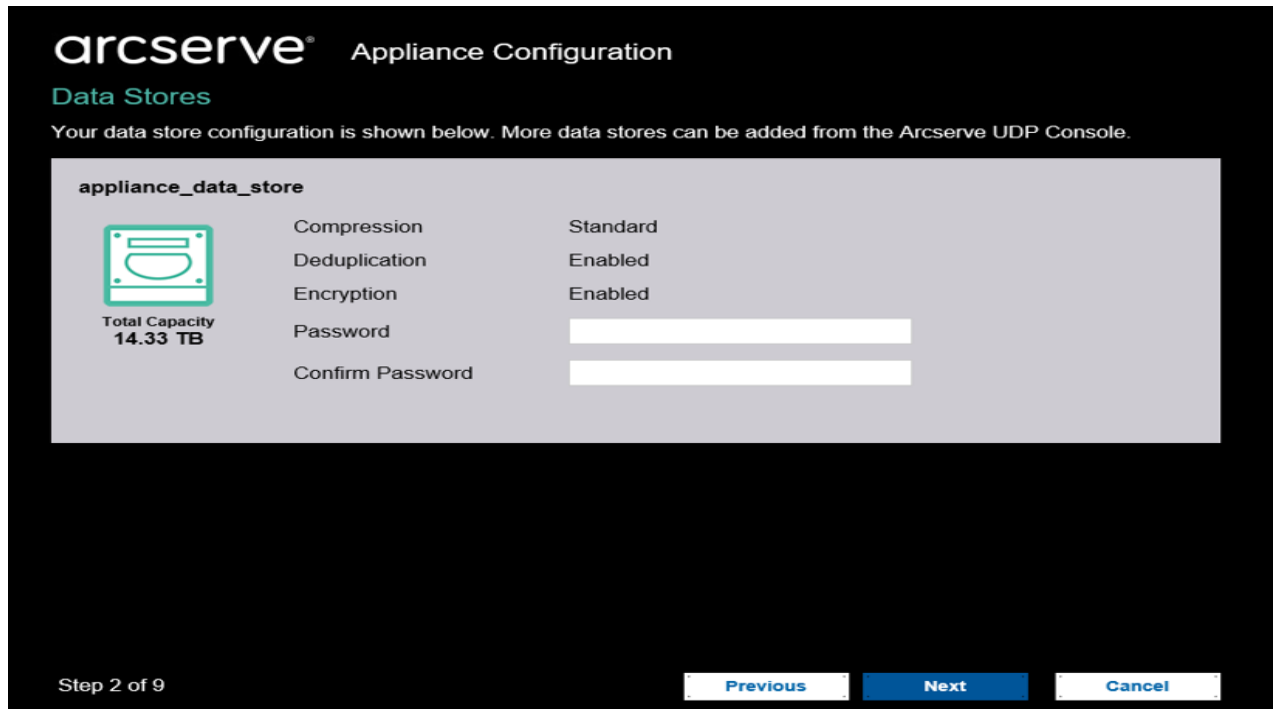 arcserve® Appliance Configuration
Data Stores
Your data store configuration is shown below. More data stores can be added from the Arcserve UDP Console.
appliance_data_store
Compression Standard
Deduplication Enabled
Encryption Enabled
Total Capacity
14.33 TB
Password
Confirm Password
Step 2 of 9 Previous Next Cancel